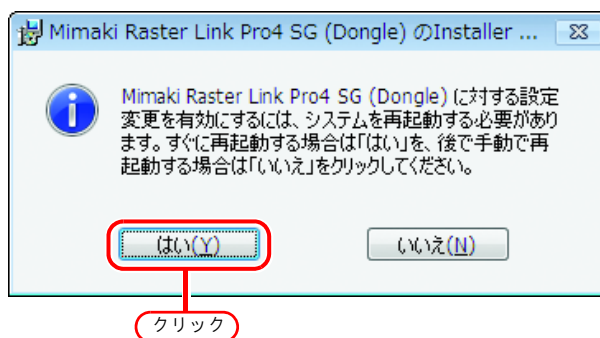 Mimaki Raster Link Pro4 SG (Dongle) のInstaller ...
Mimaki Raster Link Pro4 SG (Dongle) に対する設定
変更を有効にするには、システムを再起動する必要があり
ます。すぐに再起動する場合は「はい」を、後で手動で再
起動する場合は「いいえ」をクリックしてください。
はい(Y)
いいえ(N)
クリック